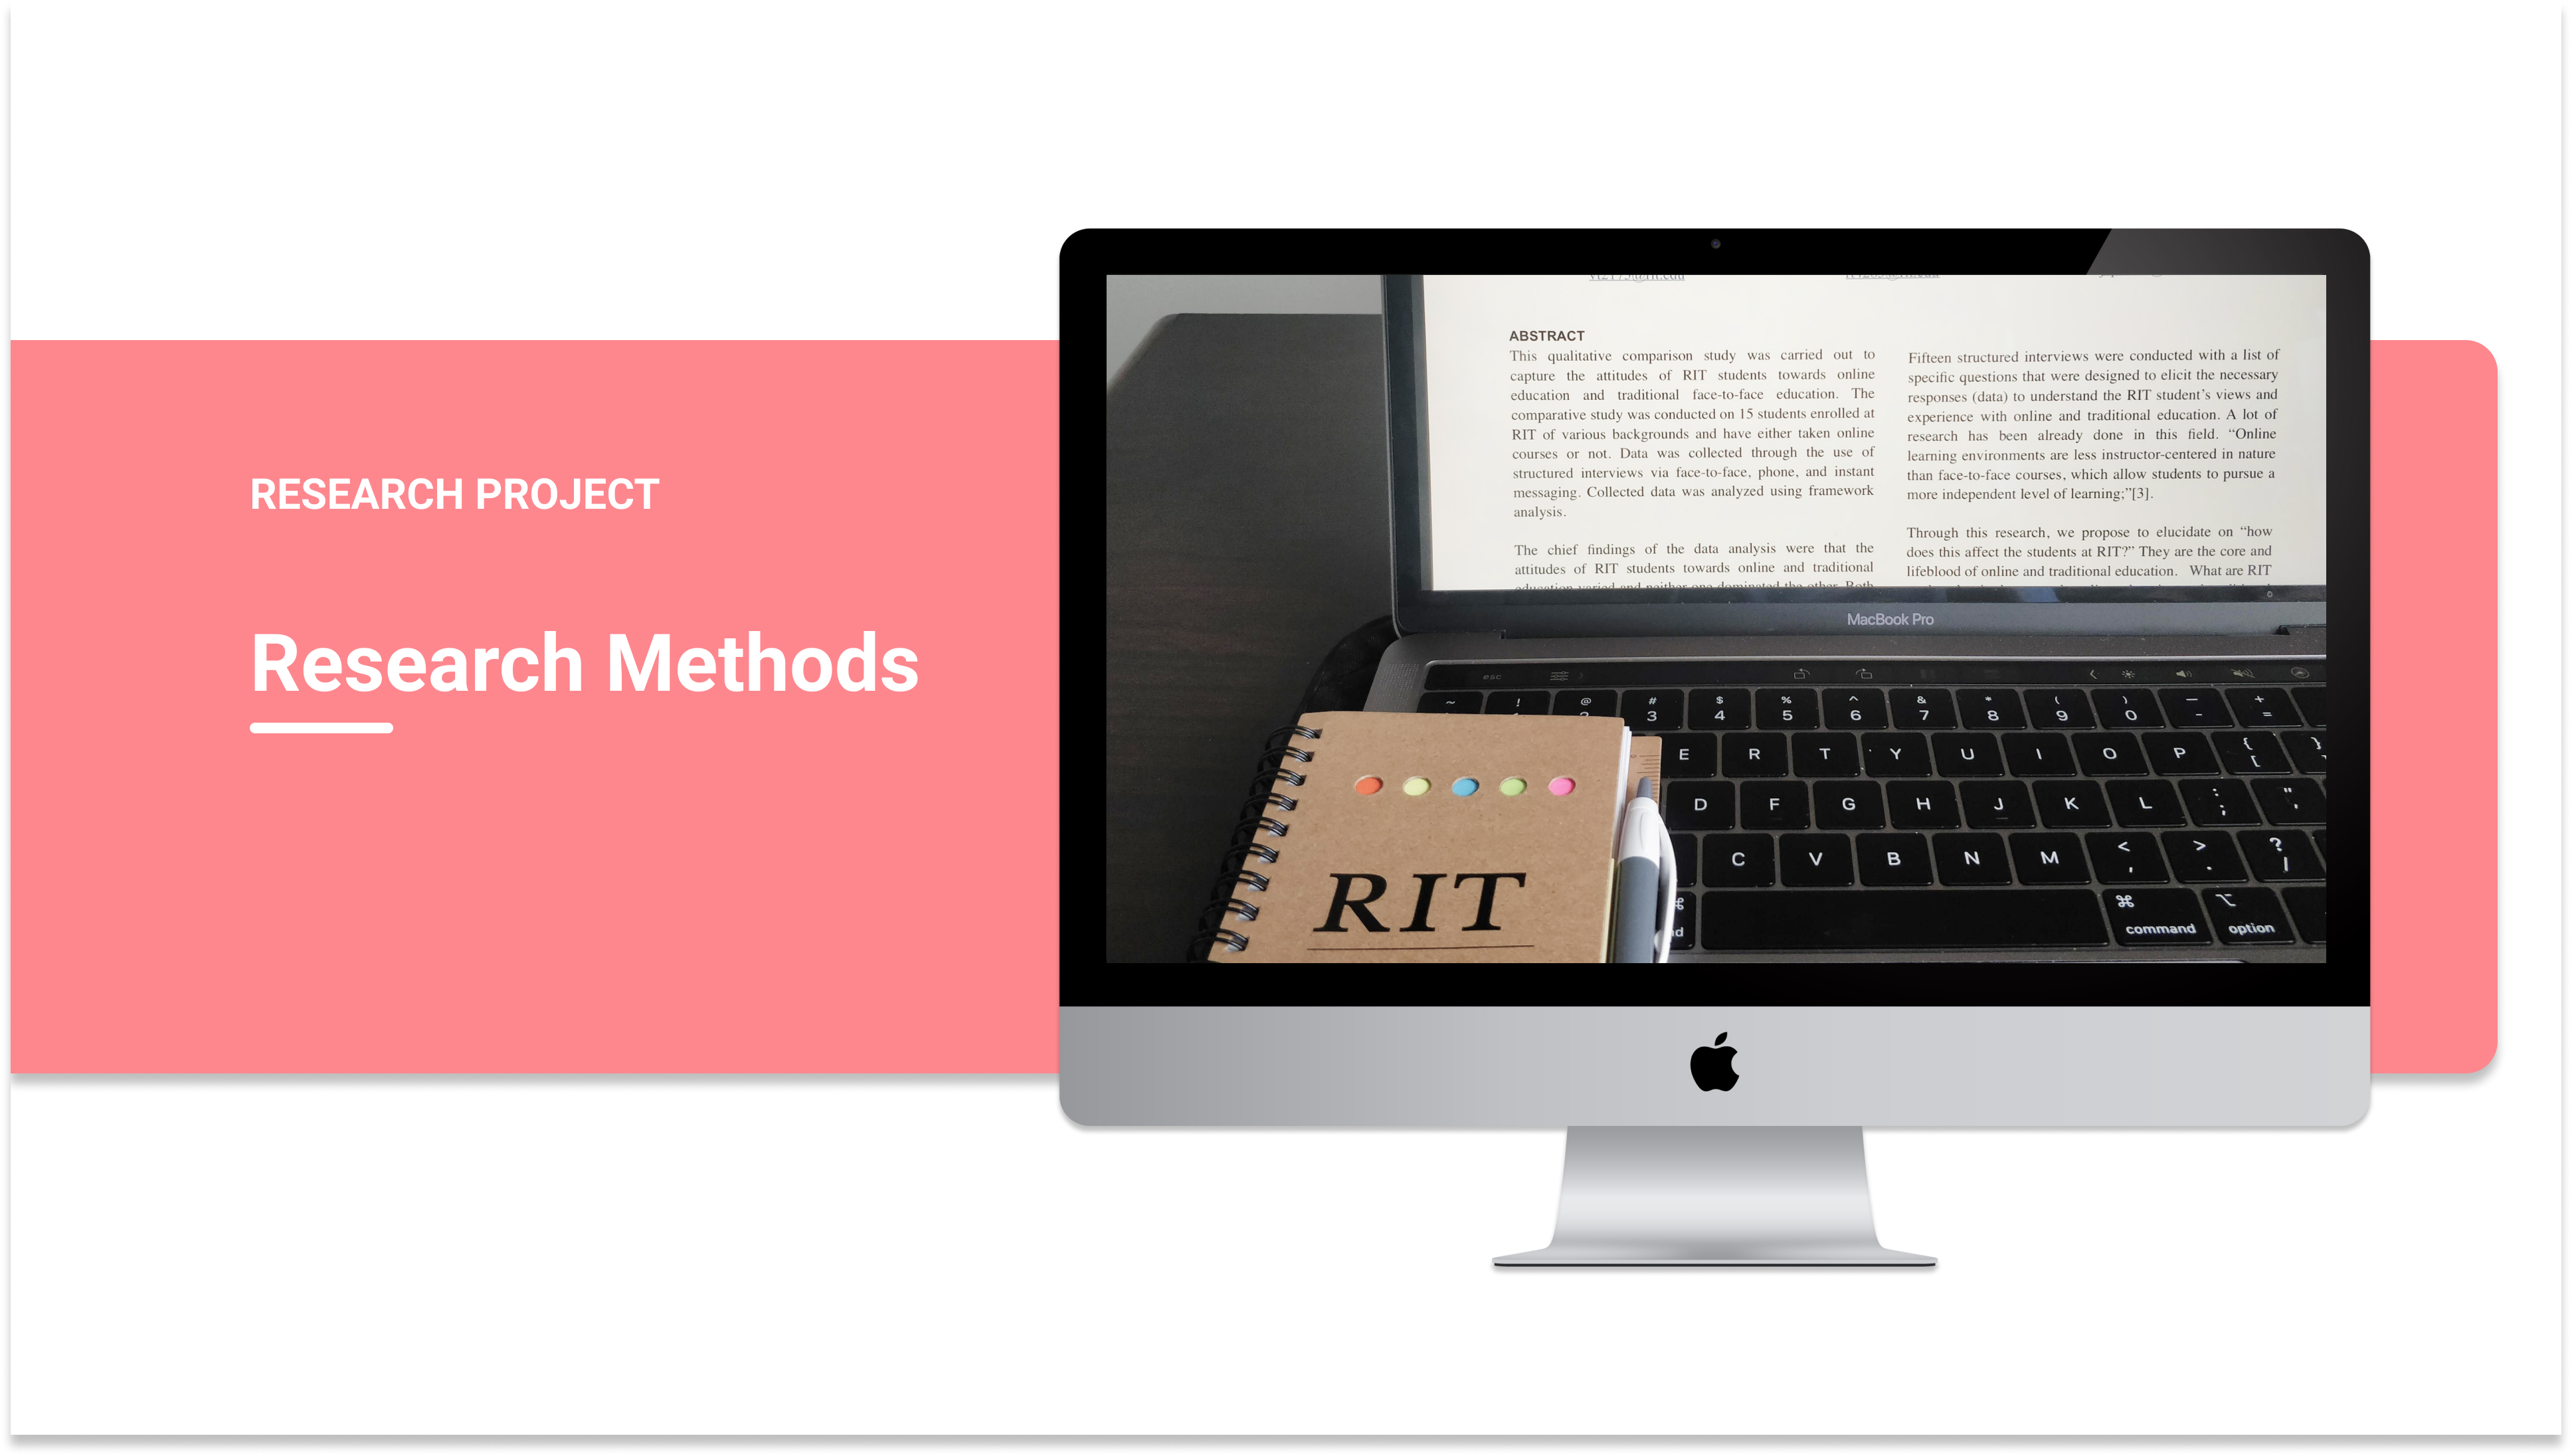 RESEARCH PROJECT
Research Methods
ABSTRACT
This qualitative comparison study was carried out to
capture the attitudes of RIT students towards online
education and traditional face-to-face education. The
comparative study was conducted on 15 students enrolled at
RIT of various backgrounds and have either taken online
courses or not. Data was collected through the use of
structured interviews via face-to-face, phone, and instant
messaging. Collected data was analyzed using framework
analysis.
The chief findings of the data analysis were that the
attitudes of RIT students towards online and traditional
education varied and neither one dominated the other. Both
Fifteen structured interviews were conducted with a list of
specific questions that were designed to elicit the necessary
responses (data) to understand the RIT student’s views and
experience with online and traditional education. A lot of
research has been already done in this field. “Online
learning environments are less instructor-centered in nature
than face-to-face courses, which allow students to pursue a
more independent level of learning;”[3].
Through this research, we propose to elucidate on “how
does this affect the students at RIT?” They are the core and
lifeblood of online and traditional education. What are RIT
MacBook Pro
esc
~ ! @ # $ % ^ & * ( ) — +
3 4 5 6 7 8 9 0 - =
E R T Y U I O P { [ }
D F G H J K L : ; " '
C V B N M < , > . ? /
⌘ ⌘ ⌥
command option
RIT